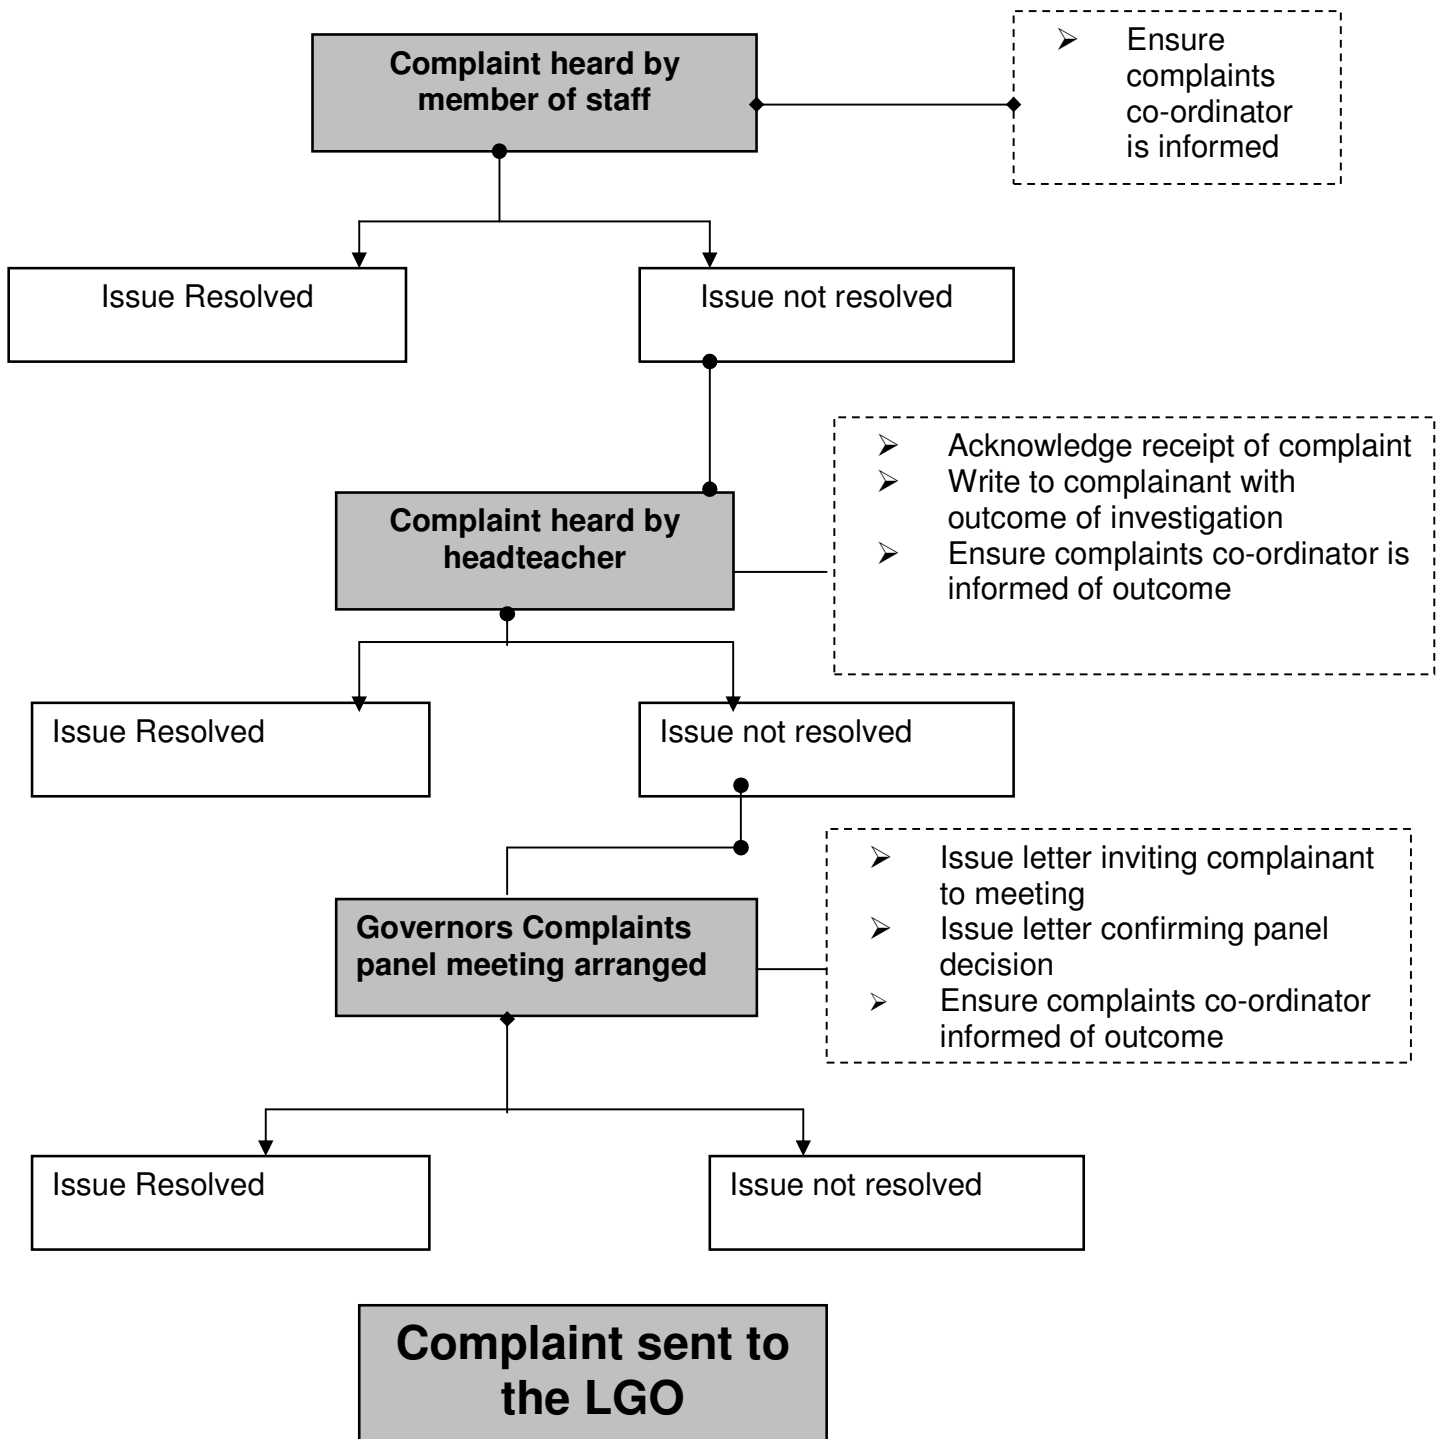 Complaint heard by
member of staff
➢ Ensure
complaints
co-ordinator
is informed
Issue Resolved
Issue not resolved
Complaint heard by
headteacher
➢ Acknowledge receipt of complaint
➢ Write to complainant with
outcome of investigation
➢ Ensure complaints co-ordinator is
informed of outcome
Issue Resolved
Issue not resolved
Governors Complaints
panel meeting arranged
➢ Issue letter inviting complainant
to meeting
➢ Issue letter confirming panel
decision
➢ Ensure complaints co-ordinator
informed of outcome
Issue Resolved
Issue not resolved
Complaint sent to
the LGO